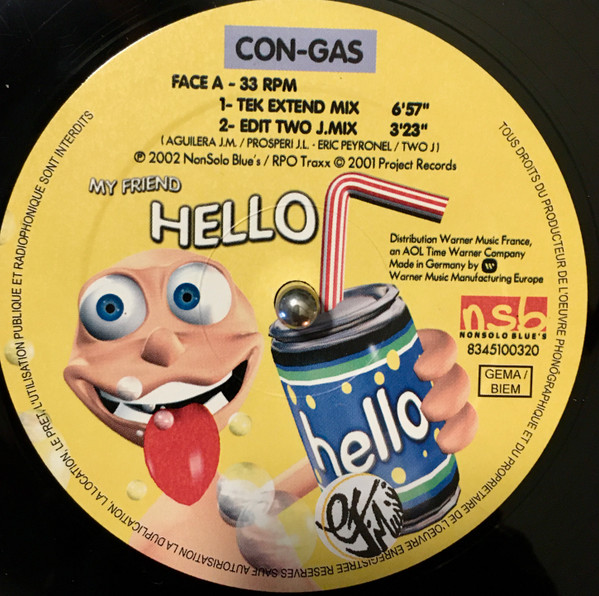 CON-GAS
FACE A - 33 RPM
1- TEK EXTEND MIX 6'57"
2- EDIT TWO J.MIX 3'23"
( AGUILERA J.M. / PROSPERI J.L. - ERIC PEYRONEL / TWO J )
℗ 2002 NonSolo Blue's / RPO Traxx © 2001 Project Records
MY FRIEND
HELLO
Distribution Warner Music France,
an AOL Time Warner Company
Made in Germany by
Warner Music Manufacturing Europe
nsb
NONSOLO BLUE'S
8345100320
GEMA/
BIEM
hello
TOUS DROITS DU PRODUCTEUR DE L'OEUVRE PHONOGRAPHIQUE ET DU PROPRIETAIRE DE L'OEUVRE ENREGISTREE RESERVES SAUF AUTORISATION LA DUPLICATION, LA LOCATION, LE PRET, L'UTILISATION PUBLIQUE ET RADIOPHONIQUE SONT INTERDITS